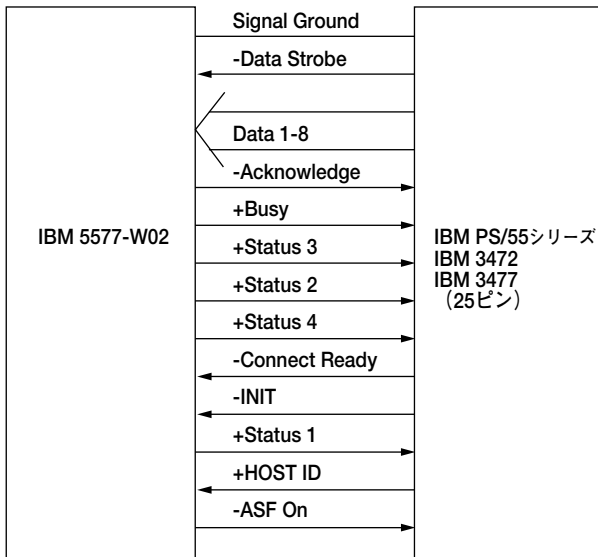 Signal Ground
-Data Strobe
Data 1-8
-Acknowledge
+Busy
+Status 3
+Status 2
+Status 4
-Connect Ready
-INIT
+Status 1
+HOST ID
-ASF On
IBM 5577-W02
IBM PS/55シリーズ
IBM 3472
IBM 3477
（25ピン）